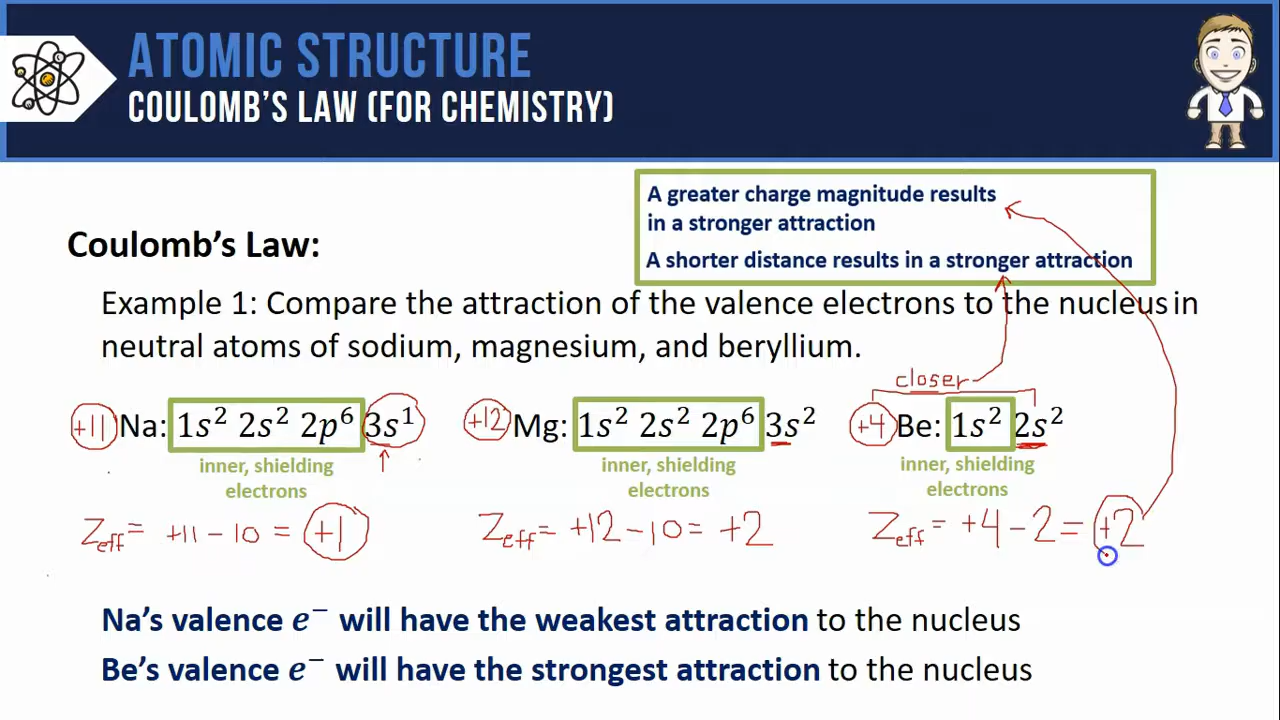 ATOMIC STRUCTURE
COULOMB'S LAW (FOR CHEMISTRY)
A greater charge magnitude results
in a stronger attraction
A shorter distance results in a stronger attraction
Coulomb's Law:
Example 1: Compare the attraction of the valence electrons to the nucleus in
neutral atoms of sodium, magnesium, and beryllium.
closer
+11 Na: 1s² 2s² 2p⁶ 3s¹
+12 Mg: 1s² 2s² 2p⁶ 3s²
+4 Be: 1s² 2s²
inner, shielding
electrons
inner, shielding
electrons
inner, shielding
electrons
Zeff = +11 - 10 = +1
Zeff = +12 - 10 = +2
Zeff = +4 - 2 = +2
Na's valence e⁻ will have the weakest attraction to the nucleus
Be's valence e⁻ will have the strongest attraction to the nucleus